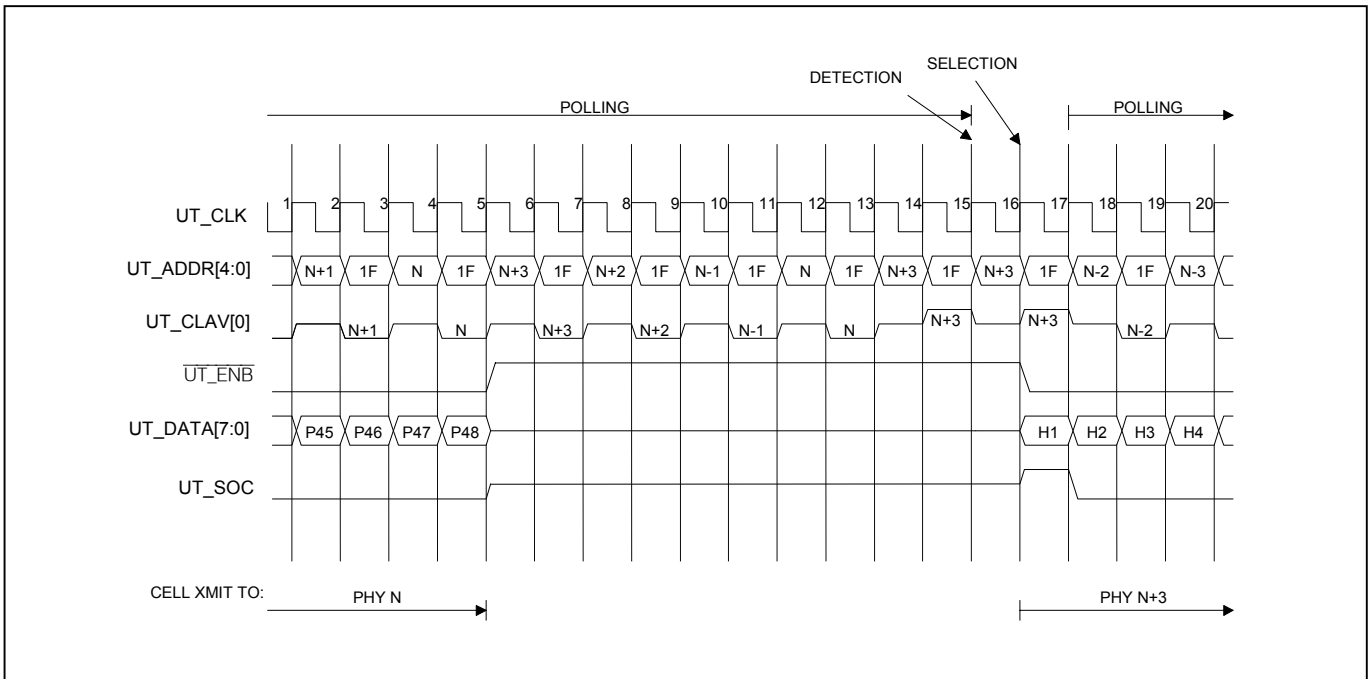 SELECTION
DETECTION
POLLING POLLING
UT_CLK 1 2 3 4 5 6 7 8 9 10 11 12 13 14 15 16 17 18 19 20
UT_ADDR[4:0] N+1 1F N 1F N+3 1F N+2 1F N-1 1F N 1F N+3 1F N+3 1F N-2 1F N-3
UT_CLAV[0] N+1 N N+3 N+2 N-1 N N+3 N+3 N-2
UT_ENB
UT_DATA[7:0] P45 P46 P47 P48 H1 H2 H3 H4
UT_SOC
CELL XMIT TO: PHY N PHY N+3